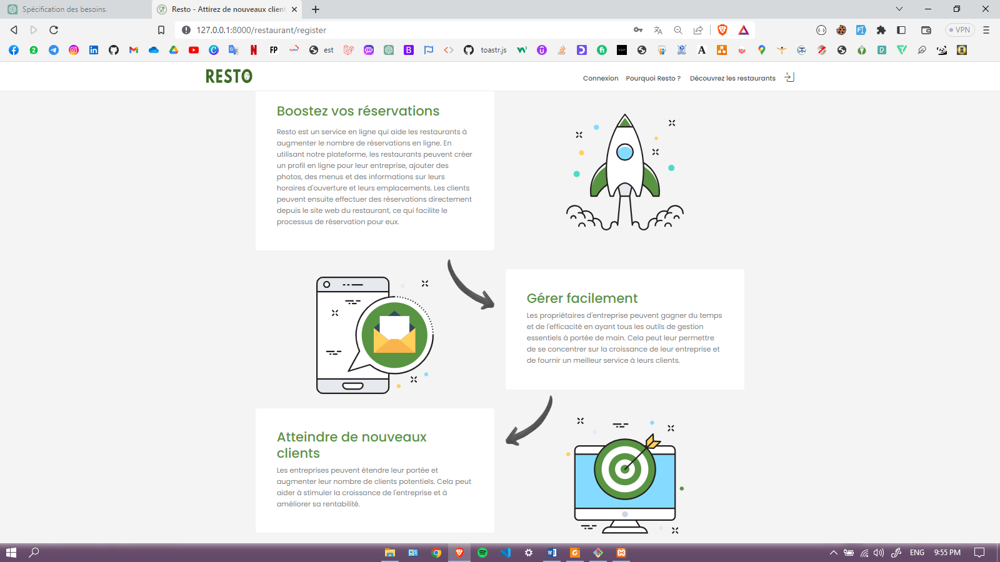 Spécification des besoins.
Resto - Attirez de nouveaux client
127.0.0.1:8000/restaurant/register
VPN
est
toastr.js
RESTO
Connexion
Pourquoi Resto ?
Découvrez les restaurants
Boostez vos réservations
Resto est un service en ligne qui aide les restaurants à
augmenter le nombre de réservations en ligne. En
utilisant notre plateforme, les restaurants peuvent créer
un profil en ligne pour leur entreprise, ajouter des
photos, des menus et des informations sur leurs
horaires d'ouverture et leurs emplacements. Les clients
peuvent ensuite effectuer des réservations directement
depuis le site web du restaurant, ce qui facilite le
processus de réservation pour eux.
Gérer facilement
Les propriétaires d'entreprise peuvent gagner du temps
et de l'efficacité en ayant tous les outils de gestion
essentiels à portée de main. Cela peut leur permettre
de se concentrer sur la croissance de leur entreprise et
de fournir un meilleur service à leurs clients.
Atteindre de nouveaux
clients
Les entreprises peuvent étendre leur portée et
augmenter leur nombre de clients potentiels. Cela peut
aider à stimuler la croissance de l'entreprise et à
améliorer sa rentabilité.
ENG
9:55 PM